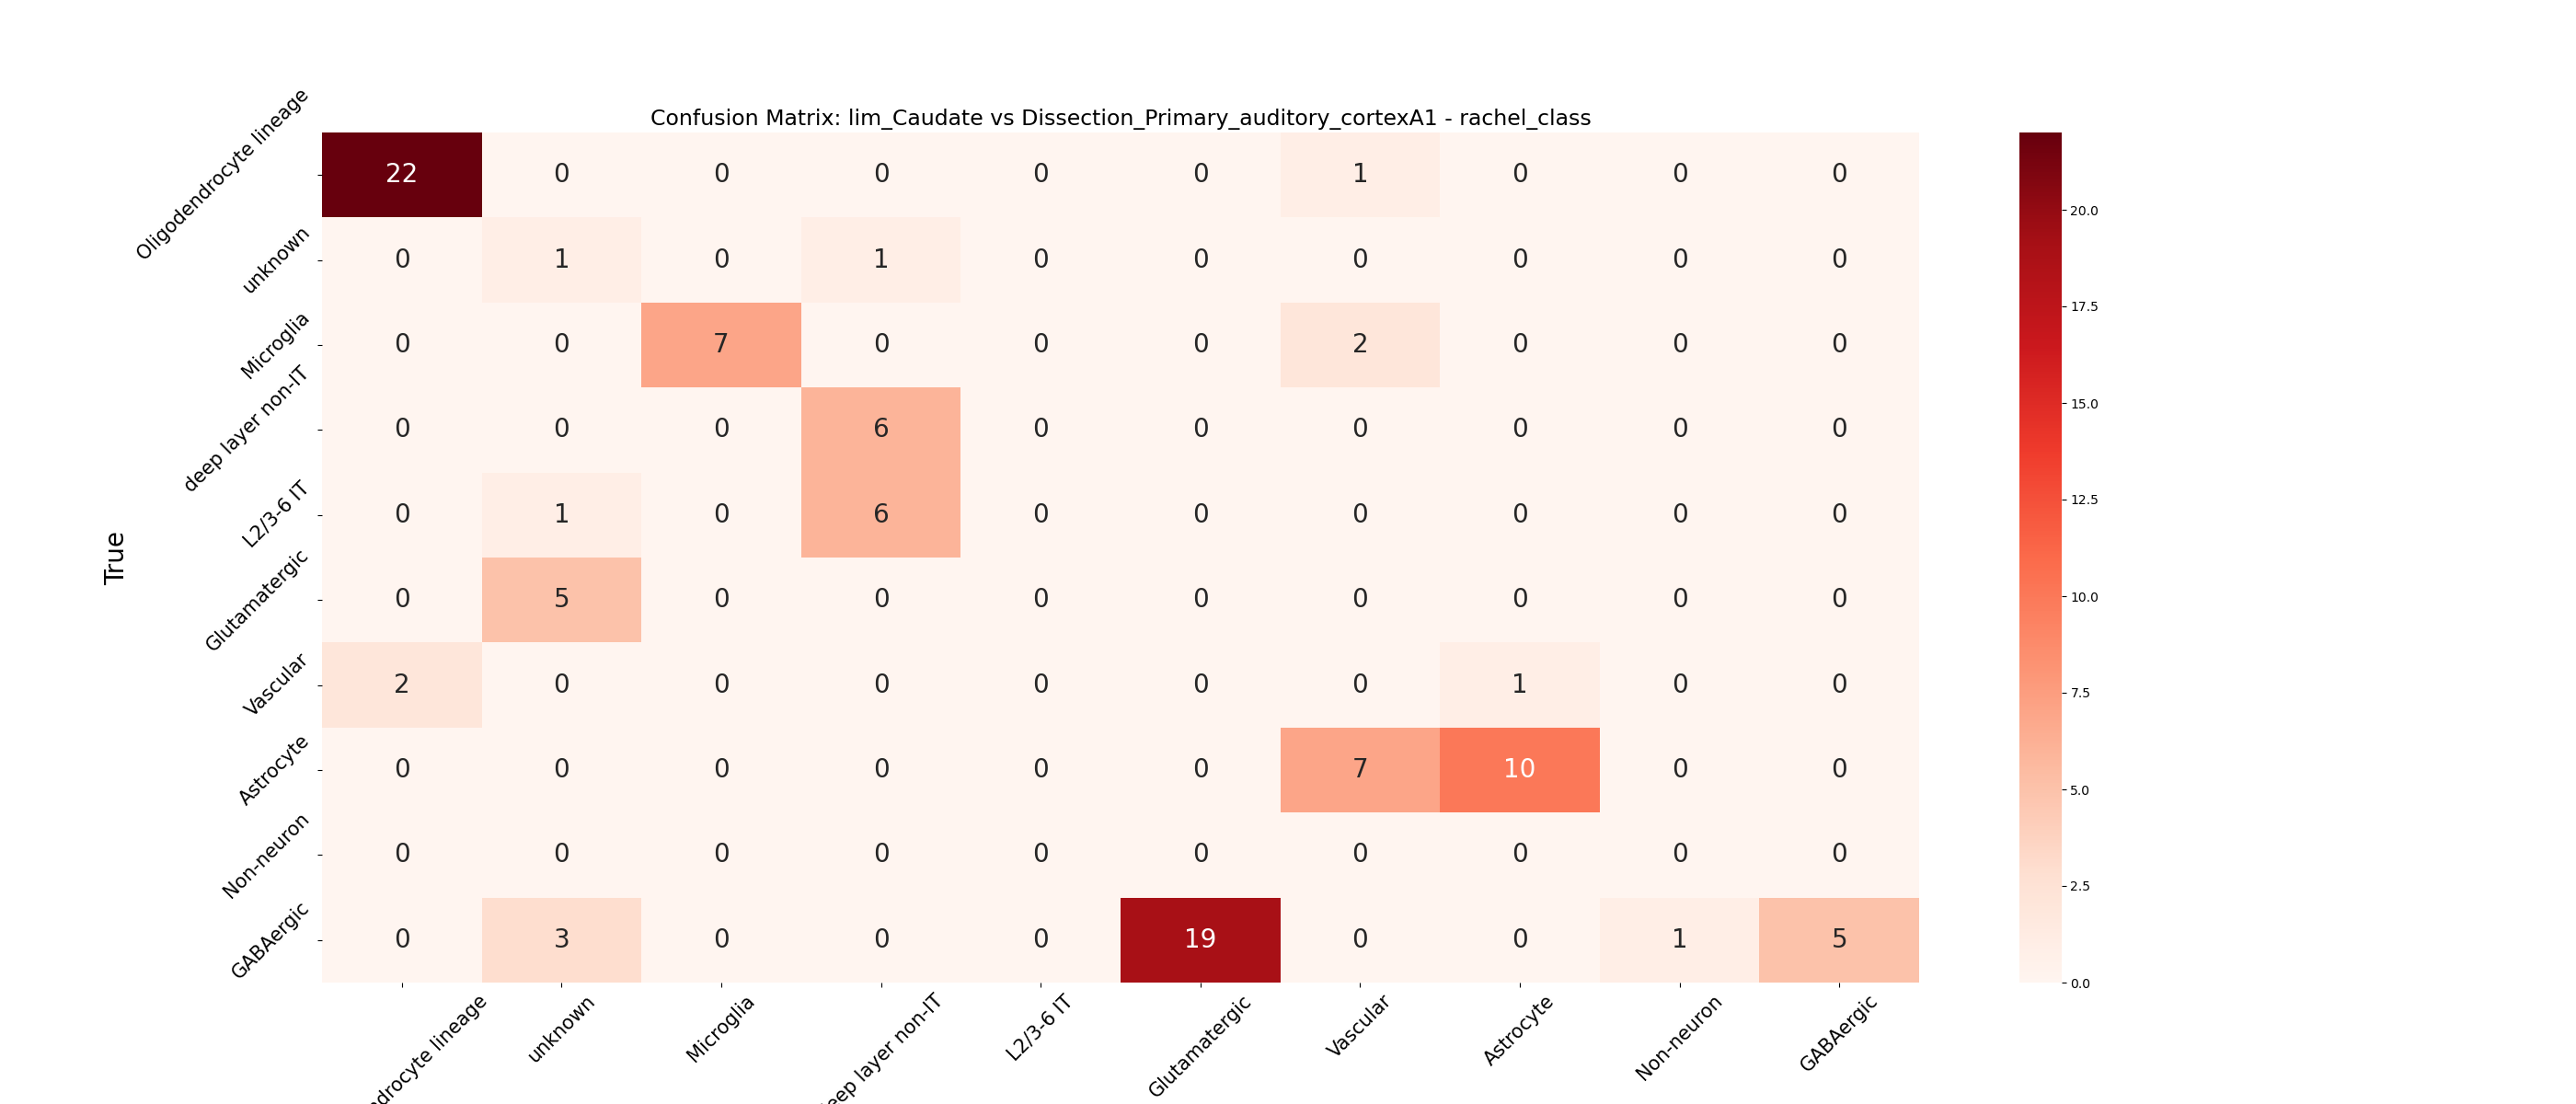 Confusion Matrix: lim_Caudate vs Dissection_Primary_auditory_cortexA1 - rachel_class
True
Oligodendrocyte lineage 22 0 0 0 0 0 1 0 0 0
unknown 0 1 0 1 0 0 0 0 0 0
Microglia 0 0 7 0 0 0 2 0 0 0
deep layer non-IT 0 0 0 6 0 0 0 0 0 0
L2/3-6 IT 0 1 0 6 0 0 0 0 0 0
Glutamatergic 0 5 0 0 0 0 0 0 0 0
Vascular 2 0 0 0 0 0 0 1 0 0
Astrocyte 0 0 0 0 0 0 7 10 0 0
Non-neuron 0 0 0 0 0 0 0 0 0 0
GABAergic 0 3 0 0 0 19 0 0 1 5
lineage unknown Microglia layer non-IT L2/3-6 IT Glutamatergic Vascular Astrocyte Non-neuron GABAergic
20.0
17.5
15.0
12.5
10.0
7.5
5.0
2.5
0.0